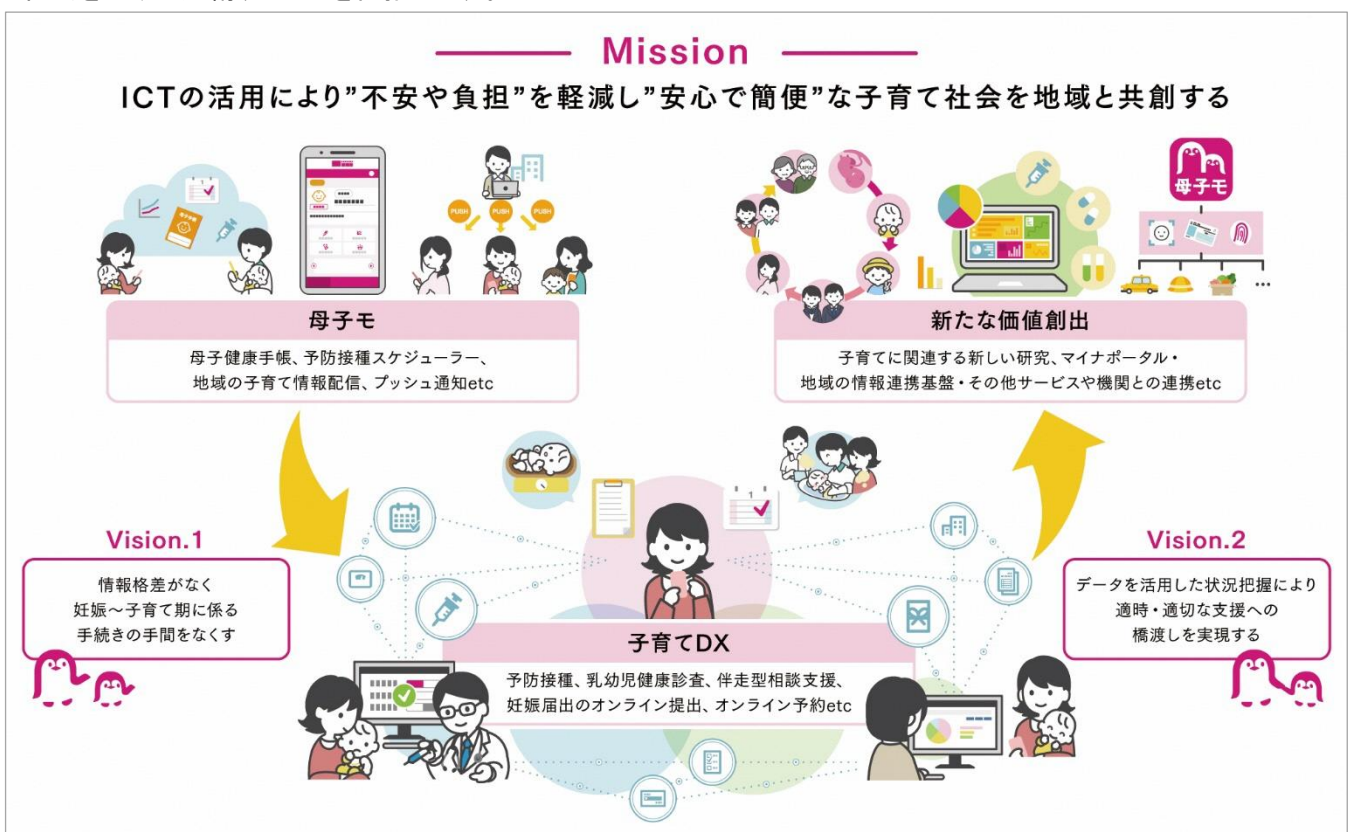 Mission
ICTの活用により”不安や負担”を軽減し”安心で簡便”な子育て社会を地域と共創する
母子手帳
PUSH PUSH PUSH
母子モ
母子健康手帳、予防接種スケジューラー、
地域の子育て情報配信、プッシュ通知etc
母子モ
...
新たな価値創出
子育てに関連する新しい研究、マイナポータル・
地域の情報連携基盤・その他サービスや機関との連携etc
Vision.1
情報格差がなく
妊娠～子育て期に係る
手続きの手間をなくす
1
子育てDX
予防接種、乳幼児健康診査、伴走型相談支援、
妊娠届出のオンライン提出、オンライン予約etc
Vision.2
データを活用した状況把握により
適時・適切な支援への
橋渡しを実現する